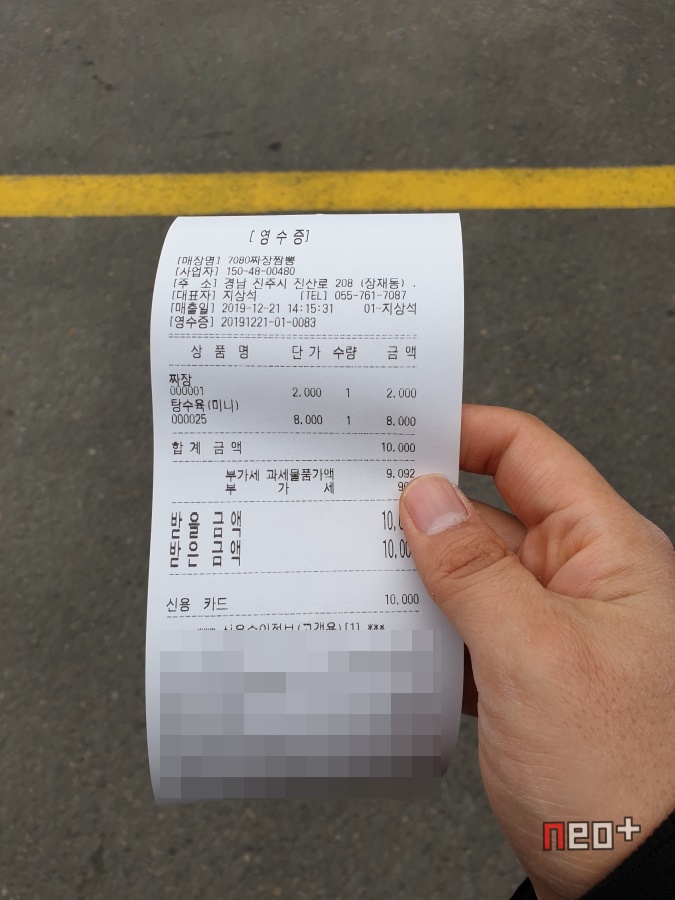 [영 수 증]
[매장명] 7080짜장짬뽕
[사업자] 150-48-00480
[주 소] 경남 진주시 진산로 208 (장재동) .
[대표자] 지상석 [TEL] 055-761-7087
[매출일] 2019-12-21 14:15:31 01-지상석
[영수증] 20191221-01-0083
상 품 명 단 가 수량 금 액
짜장
000001 2.000 1 2.000
탕수육(미니)
000025 8.000 1 8.000
합 계 금 액 10.000
부가세 과세물품가액 9.092
부 가 세
받을 금액
받은 금액
신용 카드 10,000
neo+